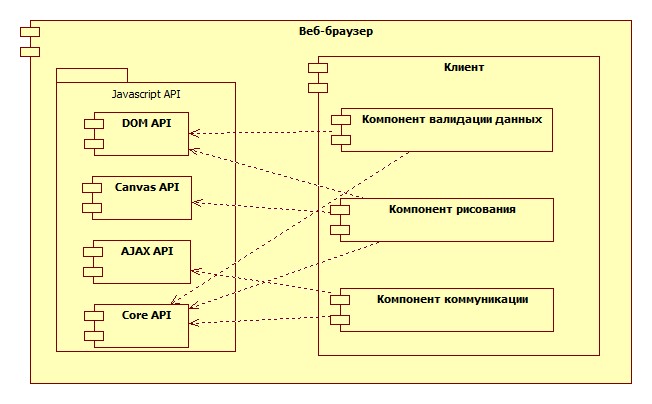 Веб-браузер
Клиент
Javascript API
DOM API
Компонент валидации данных
Canvas API
Компонент рисования
AJAX API
Компонент коммуникации
Core API